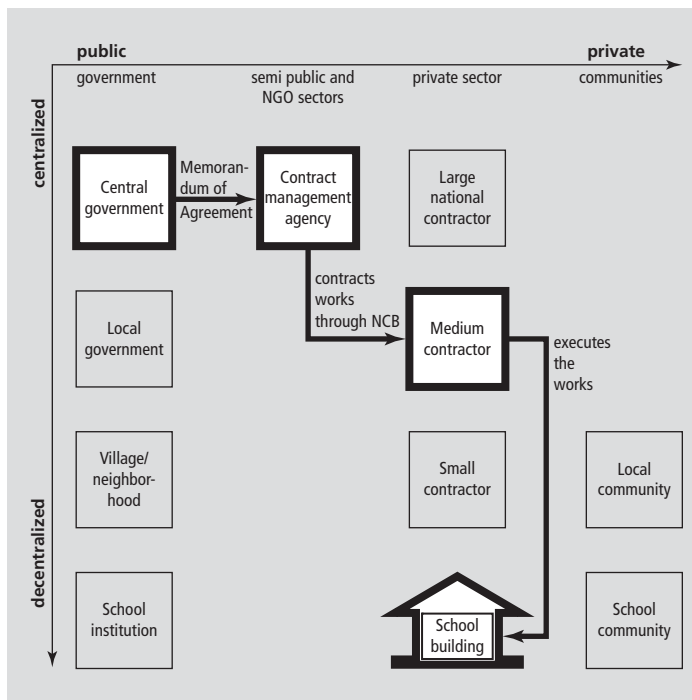 public
private
government
semi public and
NGO sectors
private sector
communities
centralized
decentralized
Central
government
Memoran-
dum of
Agreement
Contract
management
agency
Large
national
contractor
contracts
works
through NCB
Local
government
Medium
contractor
executes
the
works
Village/
neighbor-
hood
Small
contractor
Local
community
School
institution
School
building
School
community